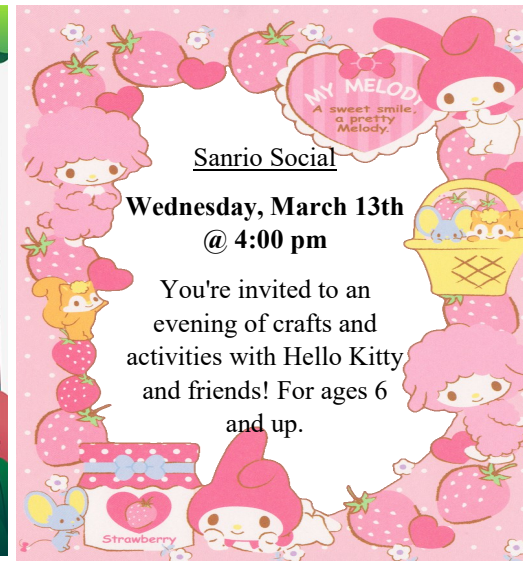 MY MELODY
A sweet smile,
a pretty
Melody.
Sanrio Social
Wednesday, March 13th
@ 4:00 pm
You're invited to an
evening of crafts and
activities with Hello Kitty
and friends! For ages 6
and up.
Strawberry